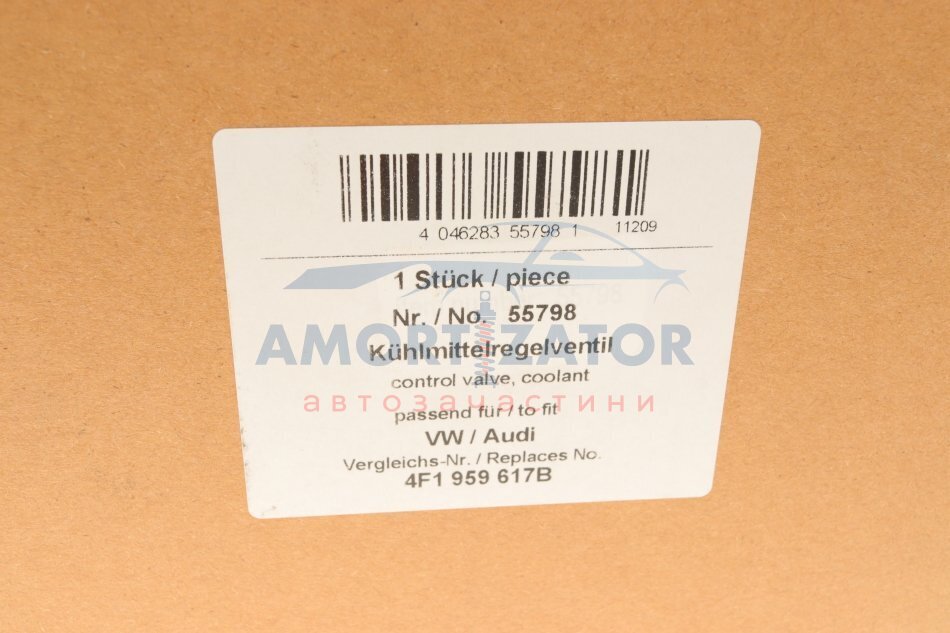 4 046283 55798 1 11209
1 Stück / piece
Nr. / No. 55798
AMORTIZATOR
Kühlmittelregelventil
control valve, coolant
автозапчастини
passend für / to fit
VW / Audi
Vergleichs-Nr. / Replaces No.
4F1 959 617B